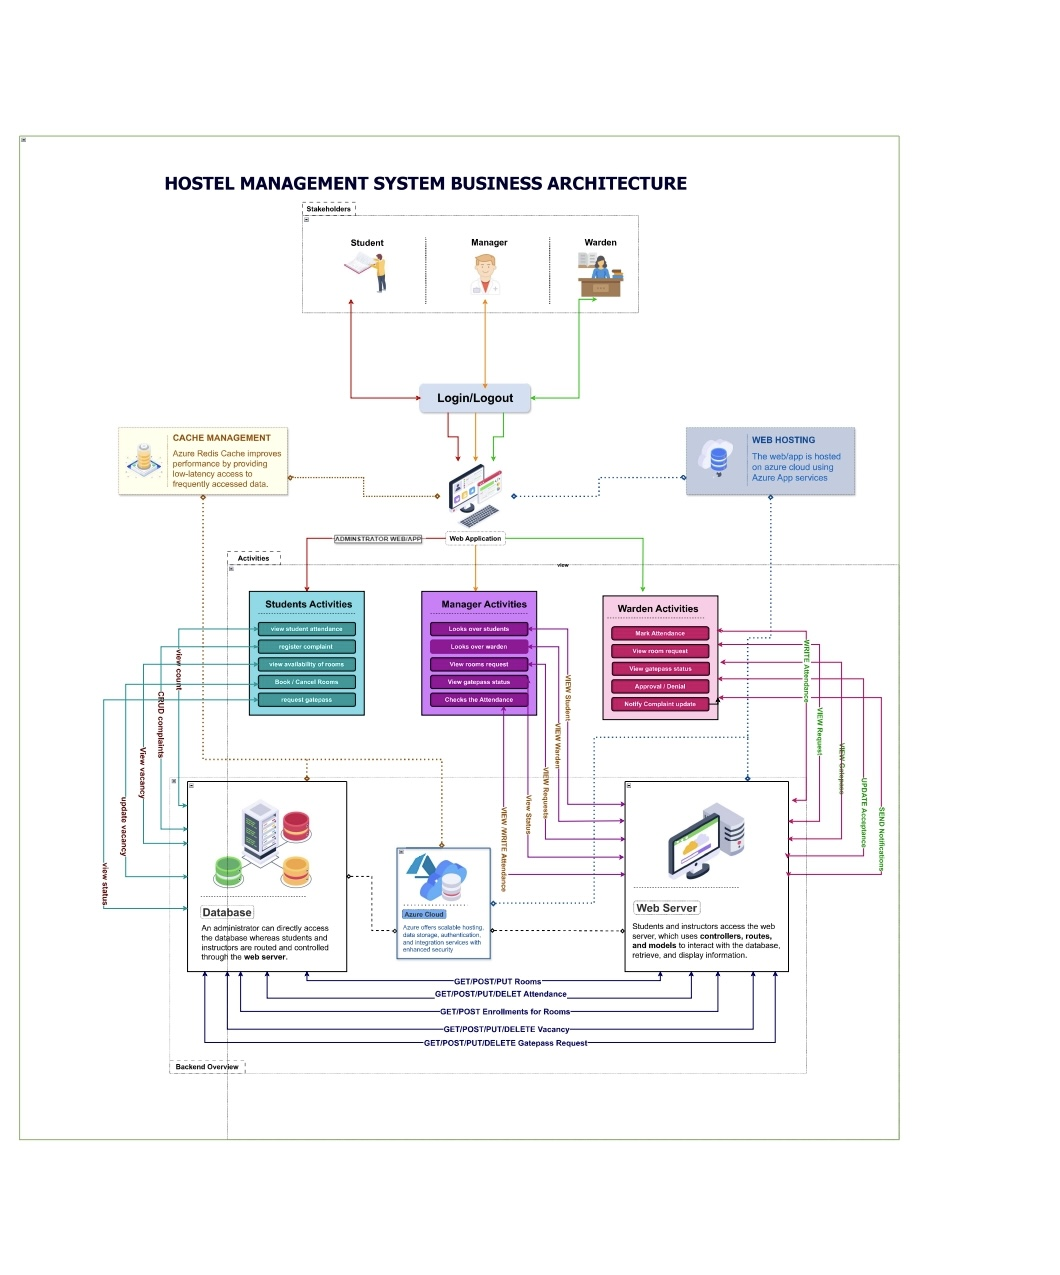 HOSTEL MANAGEMENT SYSTEM BUSINESS ARCHITECTURE
Stakeholders
Student
Manager
Warden
Login/Logout
CACHE MANAGEMENT
Azure Redis Cache improves
performance by providing
low-latency access to
frequently accessed data.
WEB HOSTING
The web/app is hosted
on azure cloud using
Azure App services
ADMINSTRATOR WEB/APP
Web Application
Activities
view
Students Activities
view student attendance
register complaint
view availability of rooms
Book / Cancel Rooms
request gatepass
Manager Activities
Looks over students
Looks over warden
View rooms request
View gatepass status
Checks the Attendance
Warden Activities
Mark Attendance
View room request
View gatepass status
Approval / Denial
Notify Complaint update
view count
CRUD complaints
View vacancy
update vacancy
view status
VIEW Student
VIEW Warden
VIEW Requests
View Status
VIEW /WRITE Attendance
WRITE Attendance
VIEW Request
VIEW Gatepass
UPDATE Acceptance
SEND Notifications
Database
An administrator can directly access
the database whereas students and
instructors are routed and controlled
through the web server.
Azure Cloud
Azure offers scalable hosting,
data storage, authentication,
and integration services with
enhanced security
Web Server
Students and instructors access the web
server, which uses controllers, routes,
and models to interact with the database,
retrieve, and display information.
GET/POST/PUT Rooms
GET/POST/PUT/DELET Attendance
GET/POST Enrollments for Rooms
GET/POST/PUT/DELETE Vacancy
GET/POST/PUT/DELETE Gatepass Request
Backend Overview